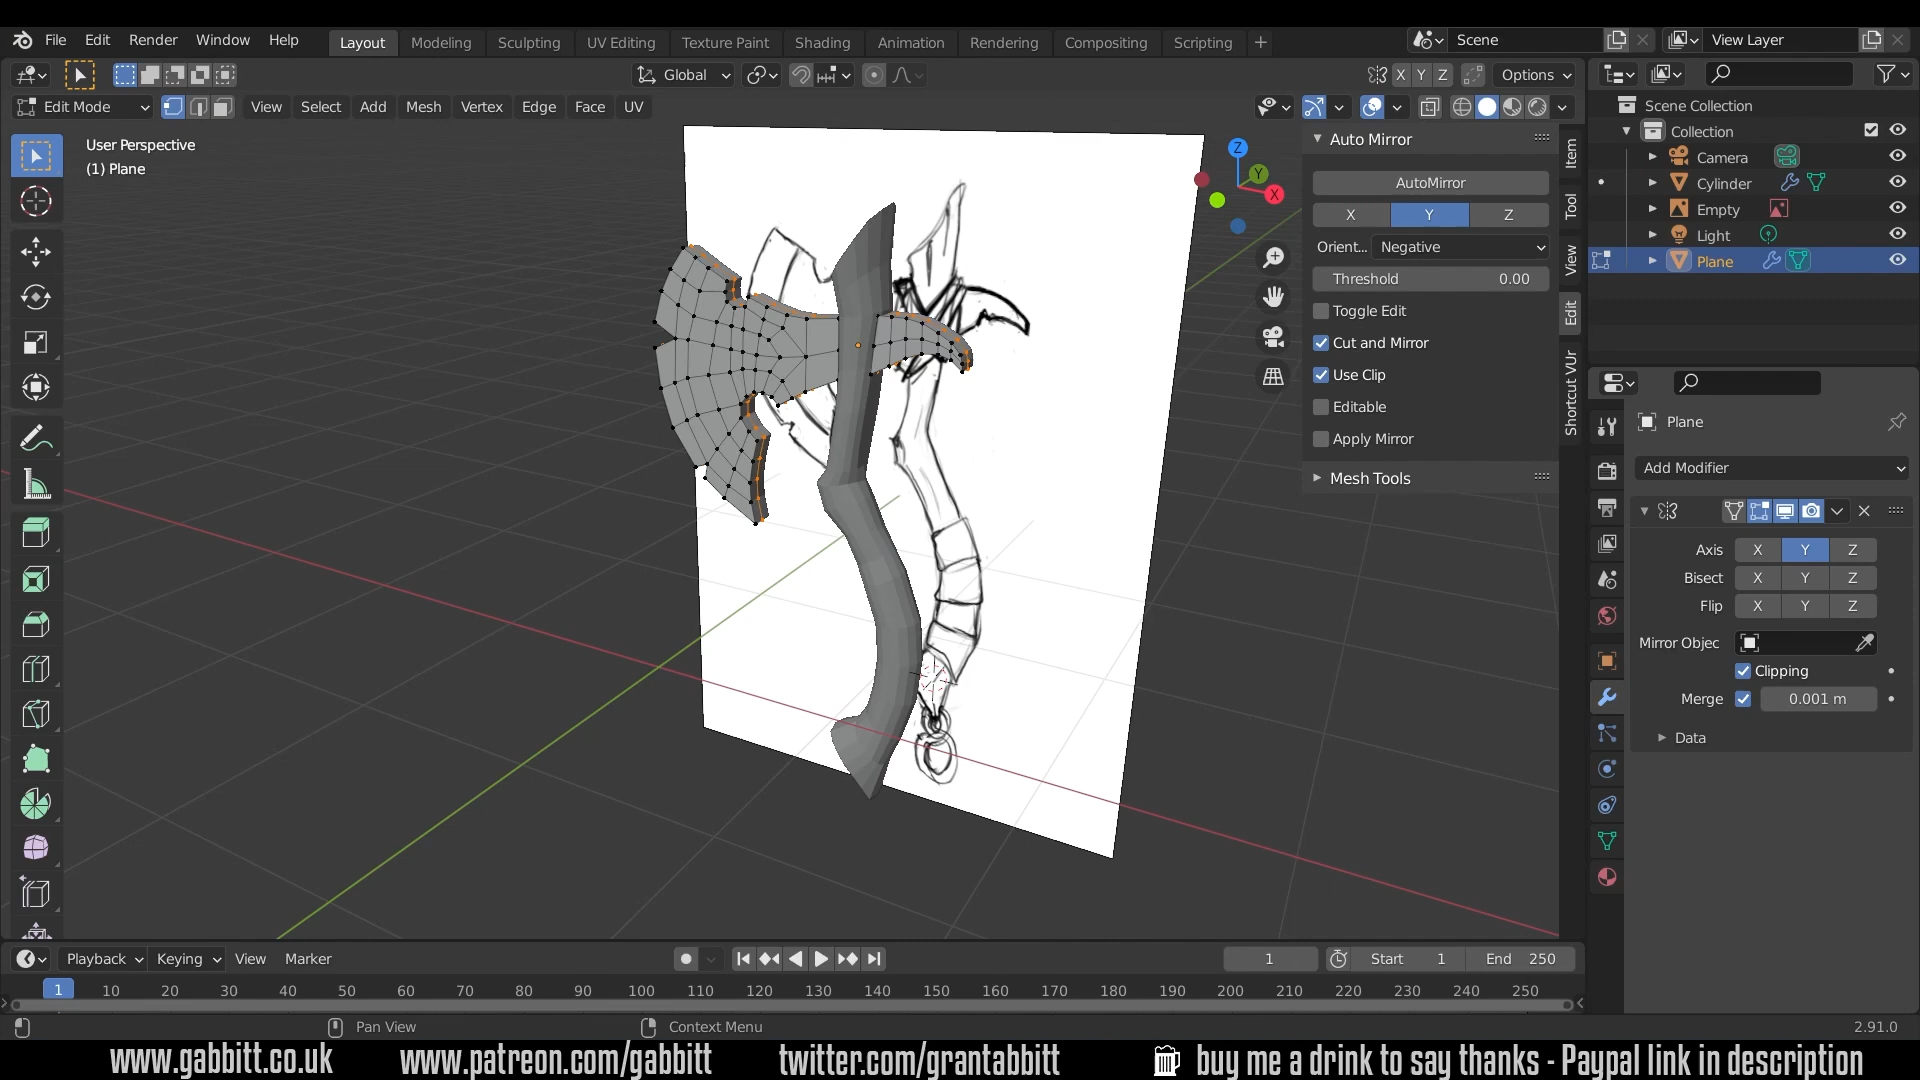 File Edit Render Window Help Layout Modeling Sculpting UV Editing Texture Paint Shading Animation Rendering Compositing Scripting + Scene View Layer
Global X Y Z Options
Edit Mode View Select Add Mesh Vertex Edge Face UV
User Perspective
(1) Plane
Z
Y
X
Auto Mirror
AutoMirror
X Y Z
Orient... Negative
Threshold 0.00
Toggle Edit
Cut and Mirror
Use Clip
Editable
Apply Mirror
Mesh Tools
Item
Tool
View
Edit
Shortcut VUr
Scene Collection
Collection
Camera
Cylinder
Empty
Light
Plane
Plane
Add Modifier
Axis X Y Z
Bisect X Y Z
Flip X Y Z
Mirror Objec
Clipping
Merge 0.001 m
Data
Playback Keying View Marker 1 Start 1 End 250
1 10 20 30 40 50 60 70 80 90 100 110 120 130 140 150 160 170 180 190 200 210 220 230 240 250
Pan View Context Menu 2.91.0
www.gabbitt.co.uk www.patreon.com/gabbitt twitter.com/grantabbitt buy me a drink to say thanks - Paypal link in description